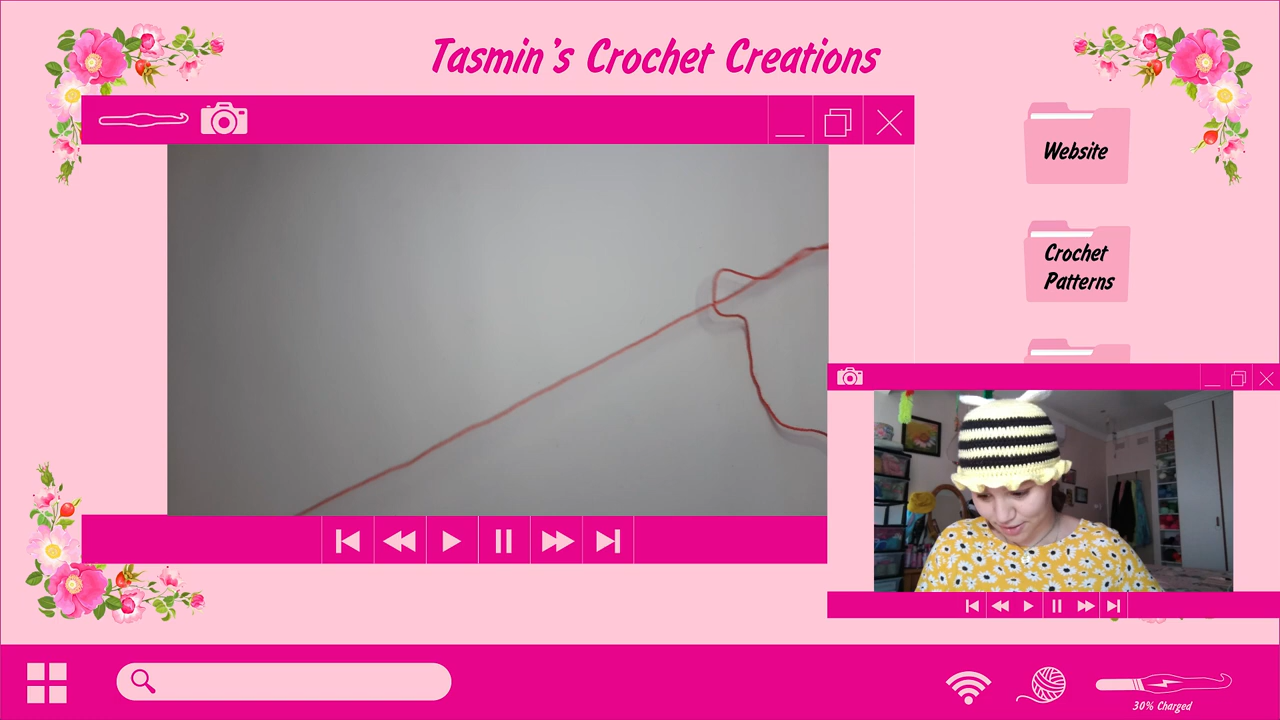 Tasmin's Crochet Creations
Website
Crochet
Patterns
30% Charged